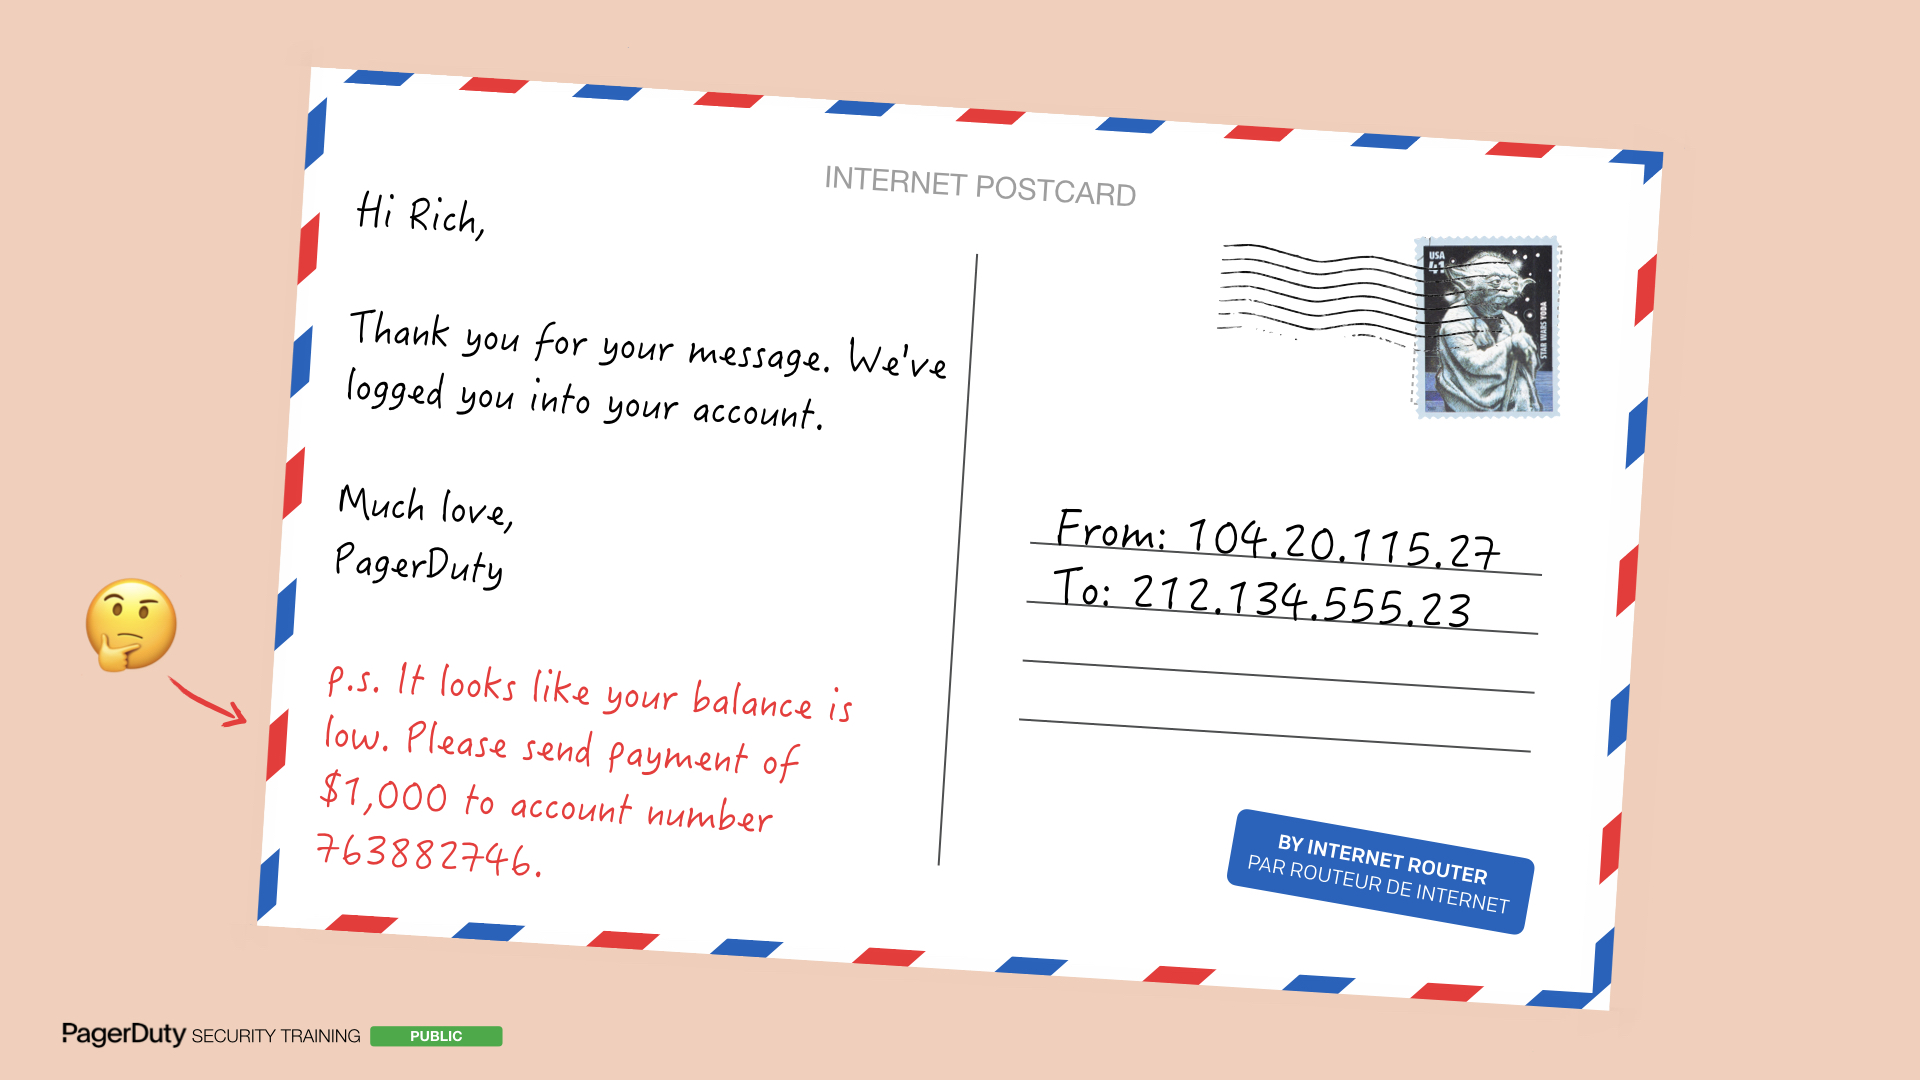 INTERNET POSTCARD
Hi Rich,
Thank you for your message. We've
logged you into your account.
Much love,
PagerDuty
p.s. It looks like your balance is
low. Please send payment of
$1,000 to account number
763882746.
USA
41
STAR WARS YODA
From: 104.20.115.27
To: 212.134.555.23
BY INTERNET ROUTER
PAR ROUTEUR DE INTERNET
PagerDuty SECURITY TRAINING PUBLIC